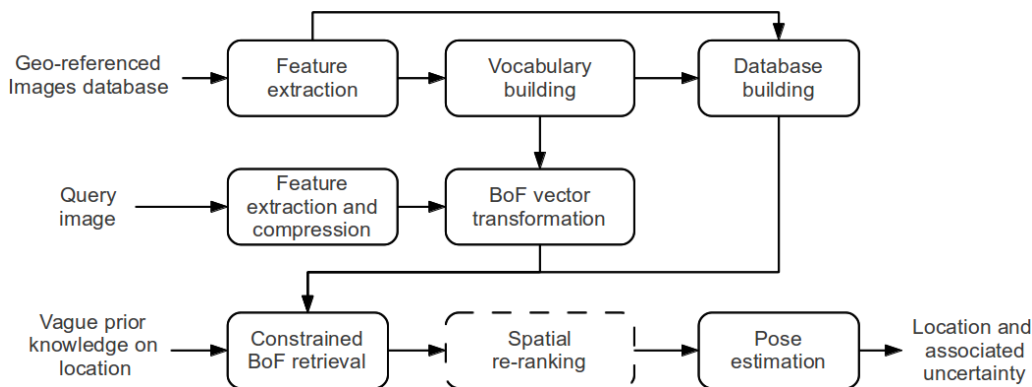 Geo-referenced
Images database
Feature
extraction
Vocabulary
building
Database
building
Query
image
Feature
extraction and
compression
BoF vector
transformation
Vague prior
knowledge on
location
Constrained
BoF retrieval
Spatial
re-ranking
Pose
estimation
Location and
associated
uncertainty